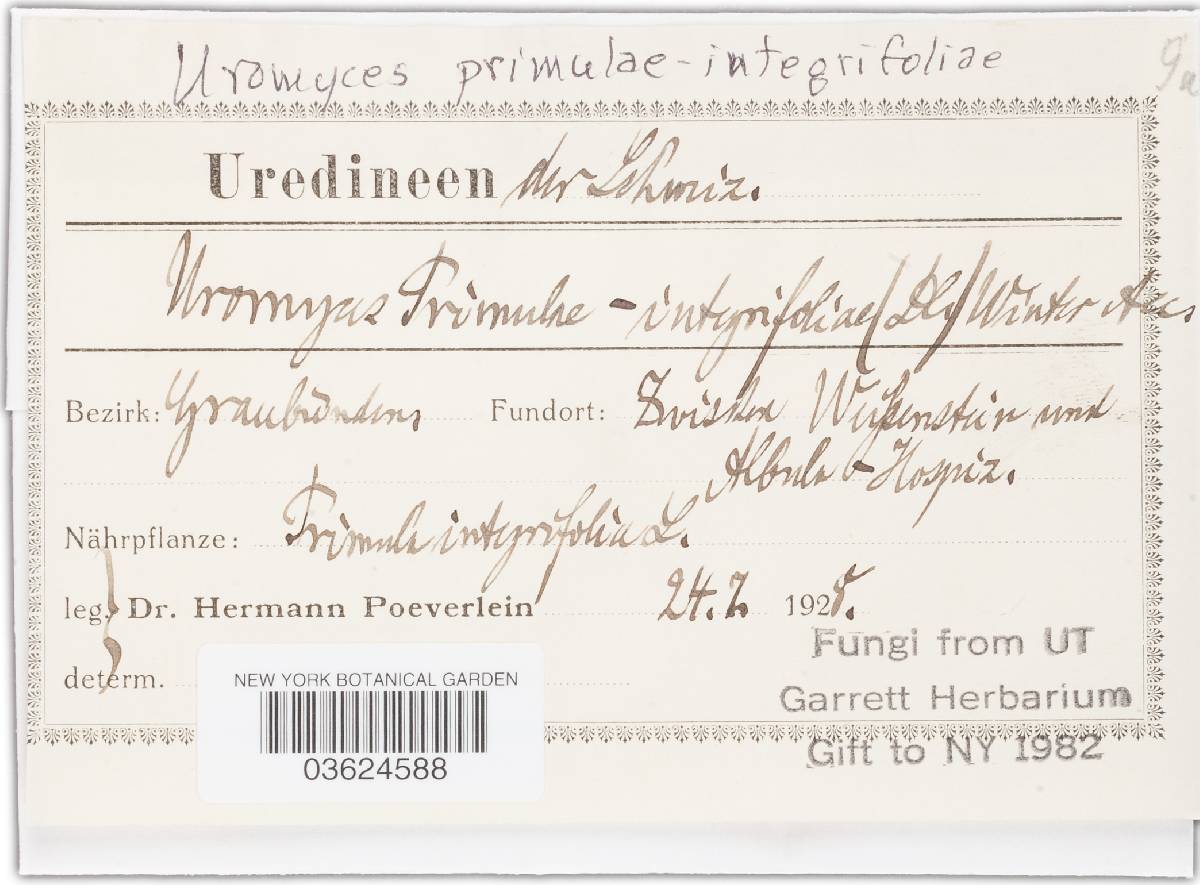 Uromyces primulae-integrifoliae
Uredineen der Schweiz.
Uromyces Primulae - integrifoliae (DC) Winter
Bezirk: Graubünden, Fundort: Zwischen Weißenstein und
Albula - Hospiz.
Nährpflanze: Primula integrifolia L.
leg. Dr. Hermann Poeverlein 24. 7.
determ.
Fungi from UT
Garrett Herbarium
Gift to NY 1982
NEW YORK BOTANICAL GARDEN
03624588